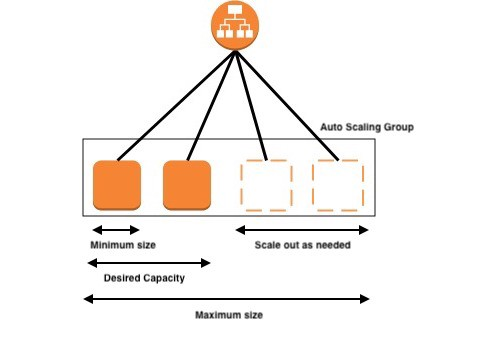 Auto Scaling Group
Minimum size
Scale out as needed
Desired Capacity
Maximum size